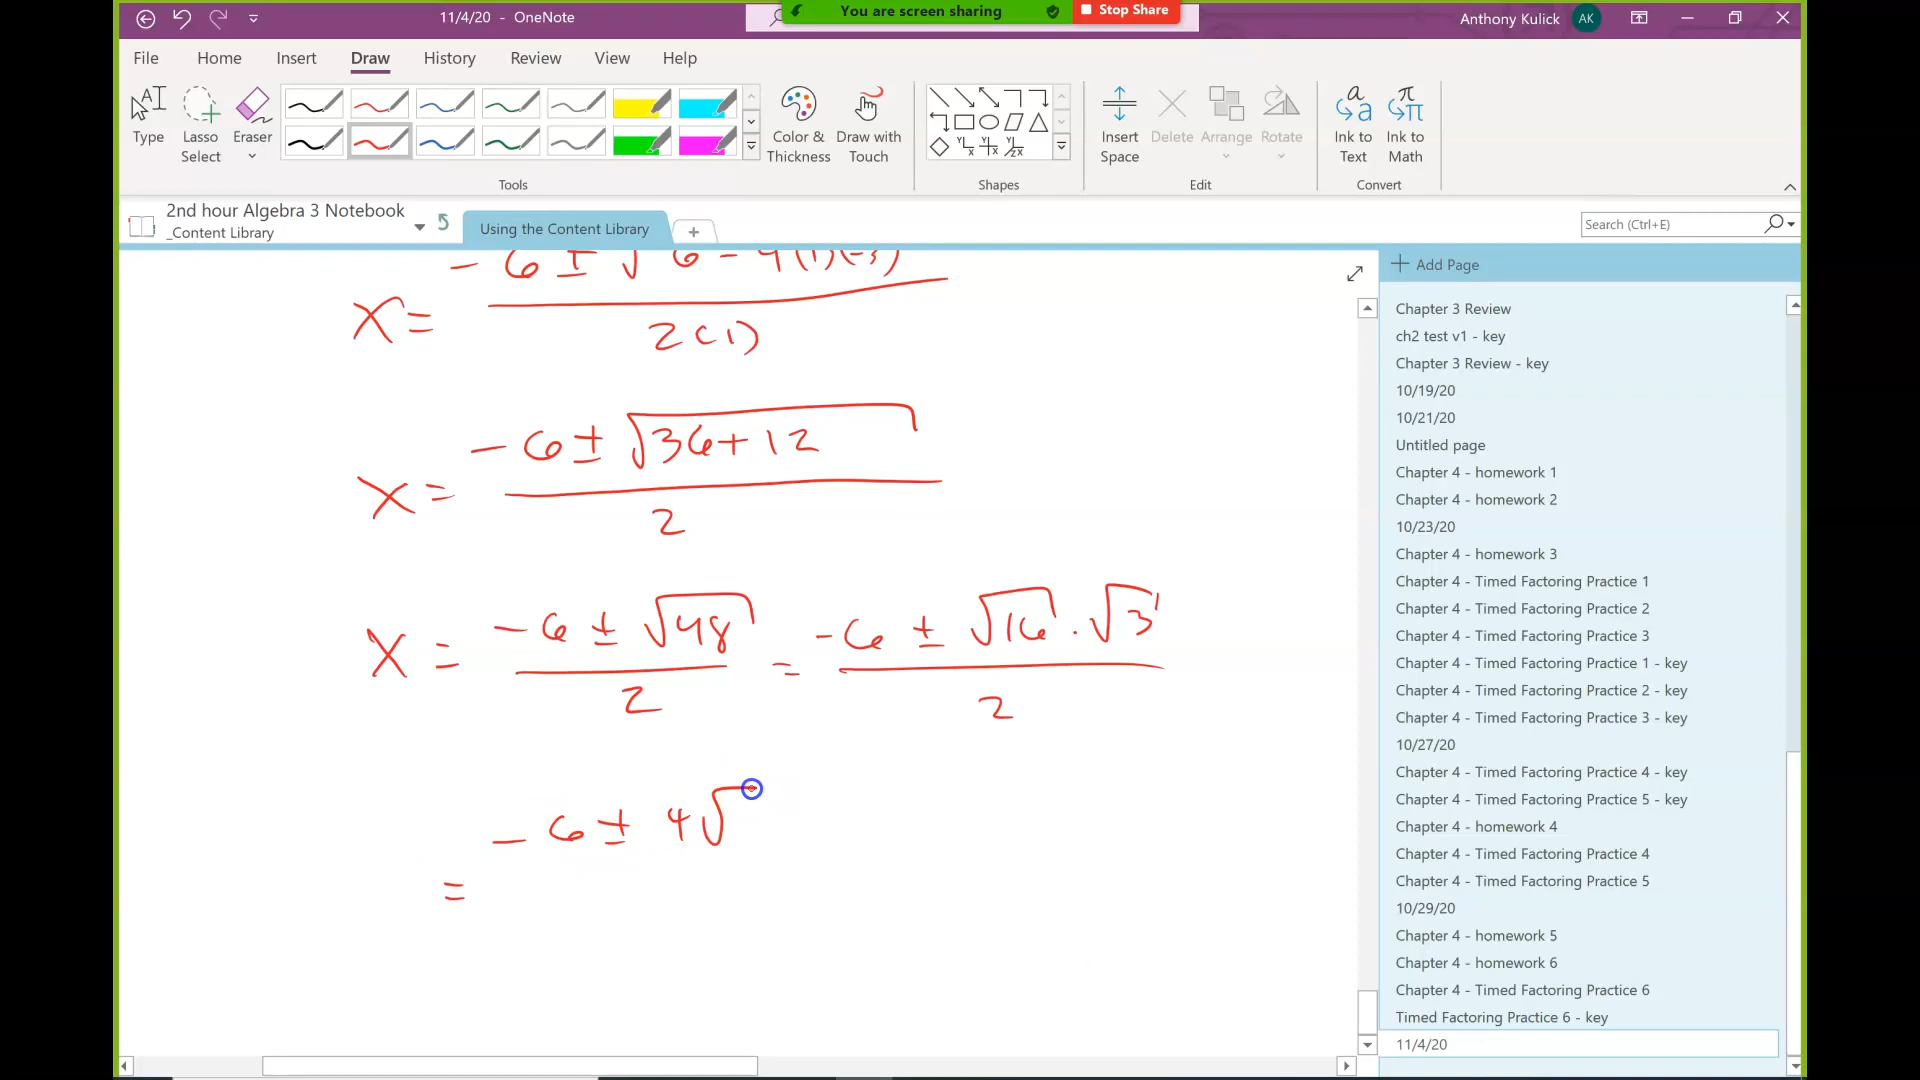 11/4/20 - OneNote
You are screen sharing
Stop Share
Anthony Kulick
AK
File Home Insert Draw History Review View Help
Type
Lasso Select
Eraser
Color & Thickness
Draw with Touch
Insert Space
Delete
Arrange
Rotate
Ink to Text
Ink to Math
Tools
Shapes
Edit
Convert
2nd hour Algebra 3 Notebook
_Content Library
Using the Content Library
Search (Ctrl+E)
Add Page
Chapter 3 Review
ch2 test v1 - key
Chapter 3 Review - key
10/19/20
10/21/20
Untitled page
Chapter 4 - homework 1
Chapter 4 - homework 2
10/23/20
Chapter 4 - homework 3
Chapter 4 - Timed Factoring Practice 1
Chapter 4 - Timed Factoring Practice 2
Chapter 4 - Timed Factoring Practice 3
Chapter 4 - Timed Factoring Practice 1 - key
Chapter 4 - Timed Factoring Practice 2 - key
Chapter 4 - Timed Factoring Practice 3 - key
10/27/20
Chapter 4 - Timed Factoring Practice 4 - key
Chapter 4 - Timed Factoring Practice 5 - key
Chapter 4 - homework 4
Chapter 4 - Timed Factoring Practice 4
Chapter 4 - Timed Factoring Practice 5
10/29/20
Chapter 4 - homework 5
Chapter 4 - homework 6
Chapter 4 - Timed Factoring Practice 6
Timed Factoring Practice 6 - key
11/4/20
-6 ± √6 - 4(1)(-3)
x =
2(1)
-6 ± √36+12
x =
2
x = -6 ± √48 / 2 = -6 ± √16 · √3 / 2
-6 ± 4√
=